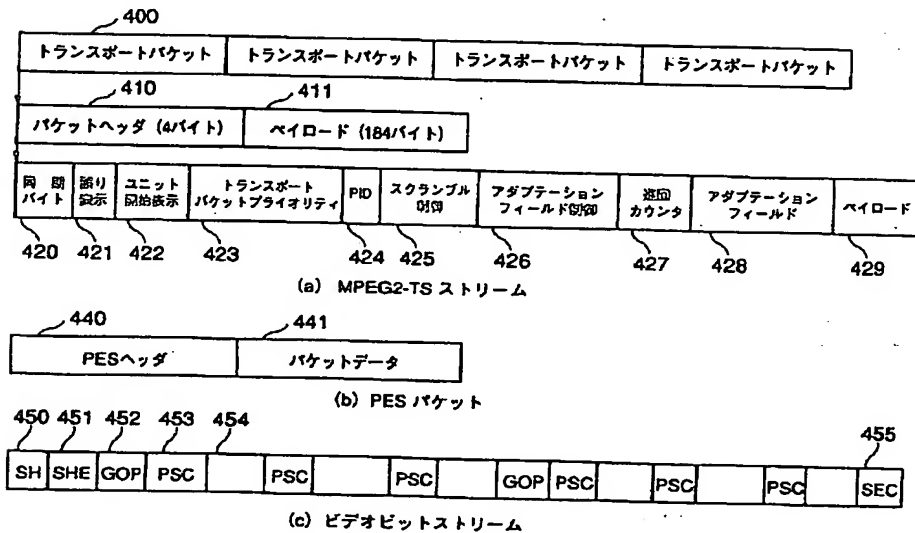 400
トランスポートパケット トランスポートパケット トランスポートパケット トランスポートパケット
410 411
パケットヘッダ (4バイト) ペイロード (184バイト)
同期バイト 誤り表示 ユニット開始表示 トランスポートパケットプライオリティ PID スクランブル制御 アダプテーションフィールド制御 巡回カウンタ アダプテーションフィールド ペイロード
420 421 422 423 424 425 426 427 428 429
(a) MPEG2-TS ストリーム
440 441
PESヘッダ パケットデータ
(b) PES パケット
450 451 452 453 454 455
SH SHE GOP PSC PSC PSC GOP PSC PSC PSC SEC
(c) ビデオビットストリーム